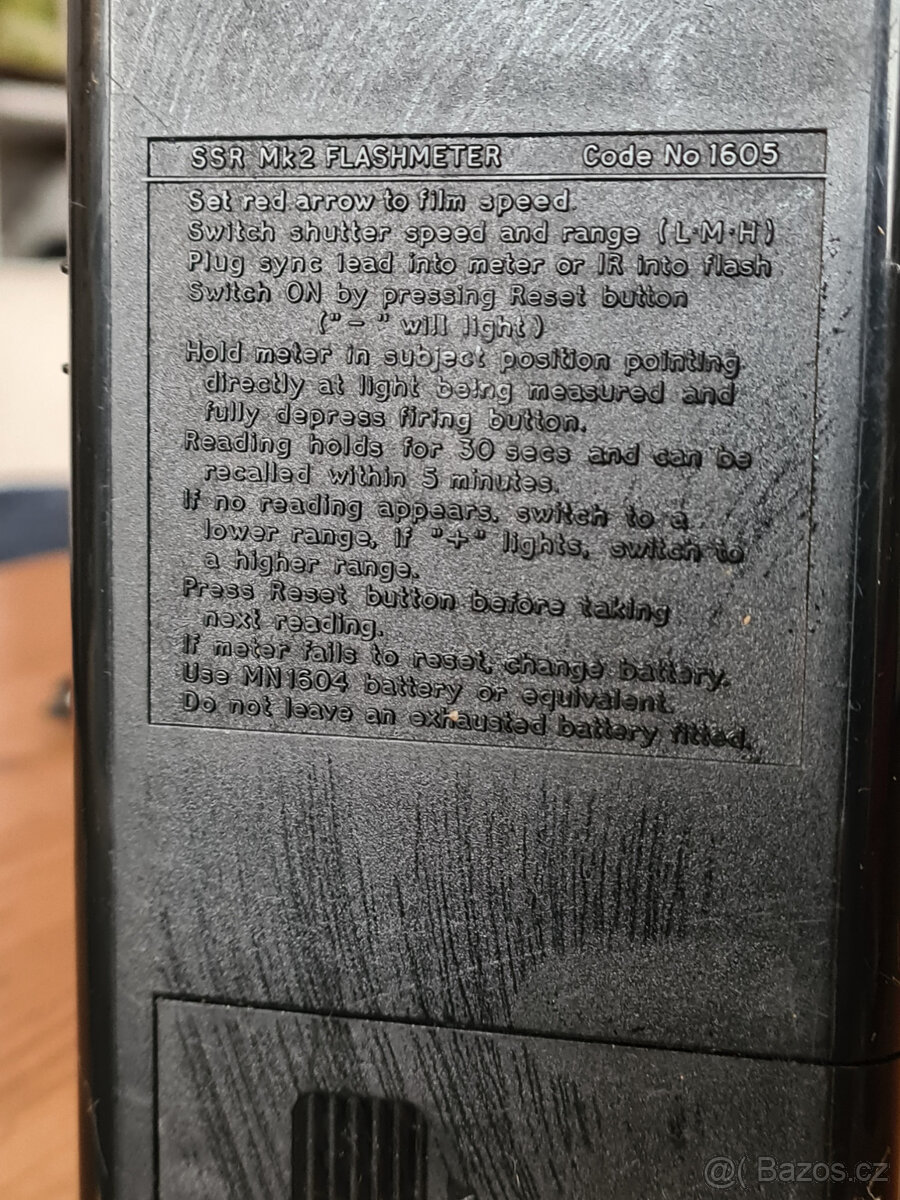 SSR Mk2 FLASHMETER Code No 1605
Set red arrow to film speed.
Switch shutter speed and range (L·M·H)
Plug sync lead into meter or IR into flash
Switch ON by pressing Reset button
("–" will light)
Hold meter in subject position pointing
directly at light being measured and
fully depress firing button.
Reading holds for 30 secs and can be
recalled within 5 minutes.
If no reading appears, switch to a
lower range, if "+" lights, switch to
a higher range.
Press Reset button before taking
next reading.
If meter fails to reset, change battery.
Use MN1604 battery or equivalent.
Do not leave an exhausted battery fitted.
@( Bazos.cz